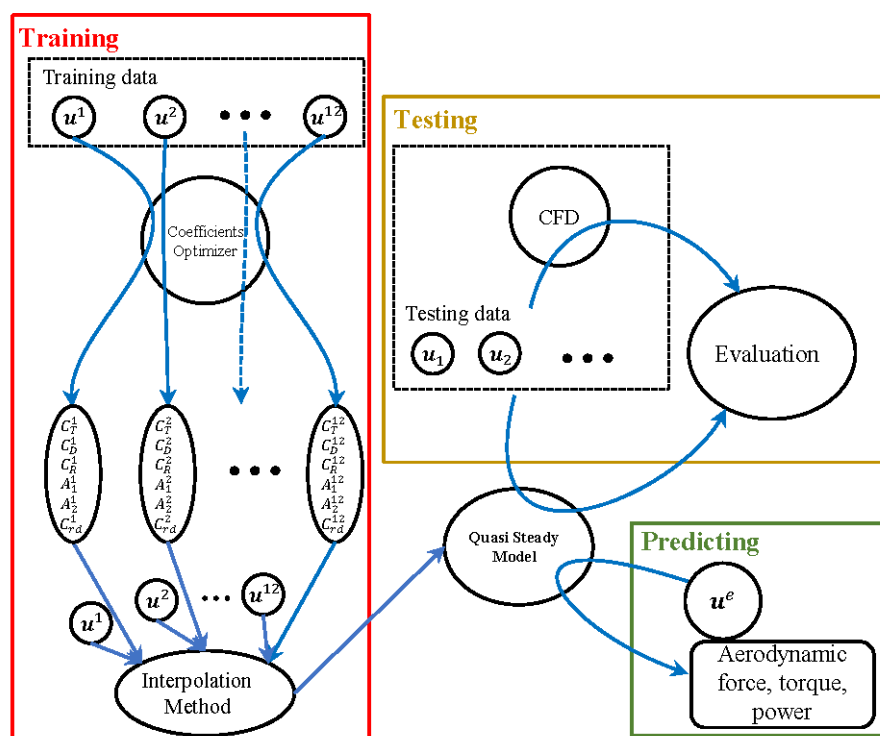 Training
Training data
u¹ u² • • • u¹²
Coefficients
Optimizer
C_T^1
C_D^1
C_R^1
A_1^1
A_2^1
C_rd^1
C_T^2
C_D^2
C_R^2
A_1^2
A_2^2
C_rd^2
• • •
C_T^12
C_D^12
C_R^12
A_1^12
A_2^12
C_rd^12
u¹ u² ... u¹²
Interpolation
Method
Testing
CFD
Testing data
u₁ u₂ • • •
Evaluation
Quasi Steady
Model
Predicting
uᵉ
Aerodynamic
force, torque,
power